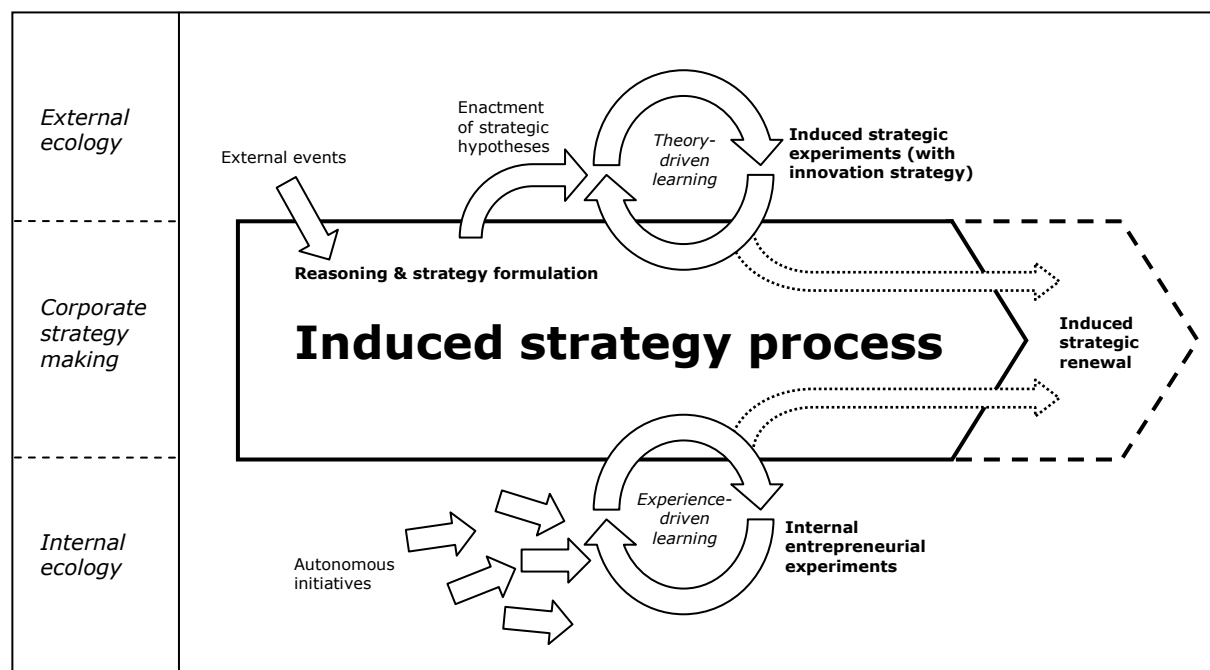 External
ecology
External events
Enactment
of strategic
hypotheses
Theory-
driven
learning
Induced strategic
experiments (with
innovation strategy)
Corporate
strategy
making
Reasoning & strategy formulation
Induced strategy process
Induced
strategic
renewal
Internal
ecology
Autonomous
initiatives
Experience-
driven
learning
Internal
entrepreneurial
experiments